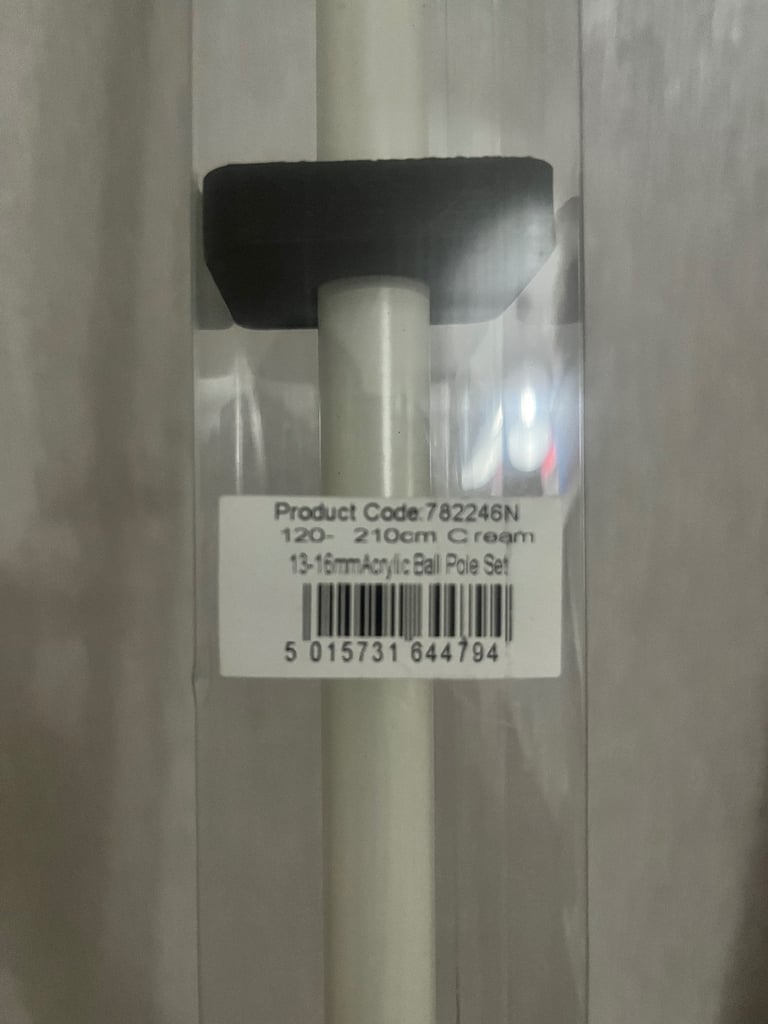 Product Code:782246N
120- 210cm Cream
13-16mmAcrylic Ball Pole Set
5 015731 644794